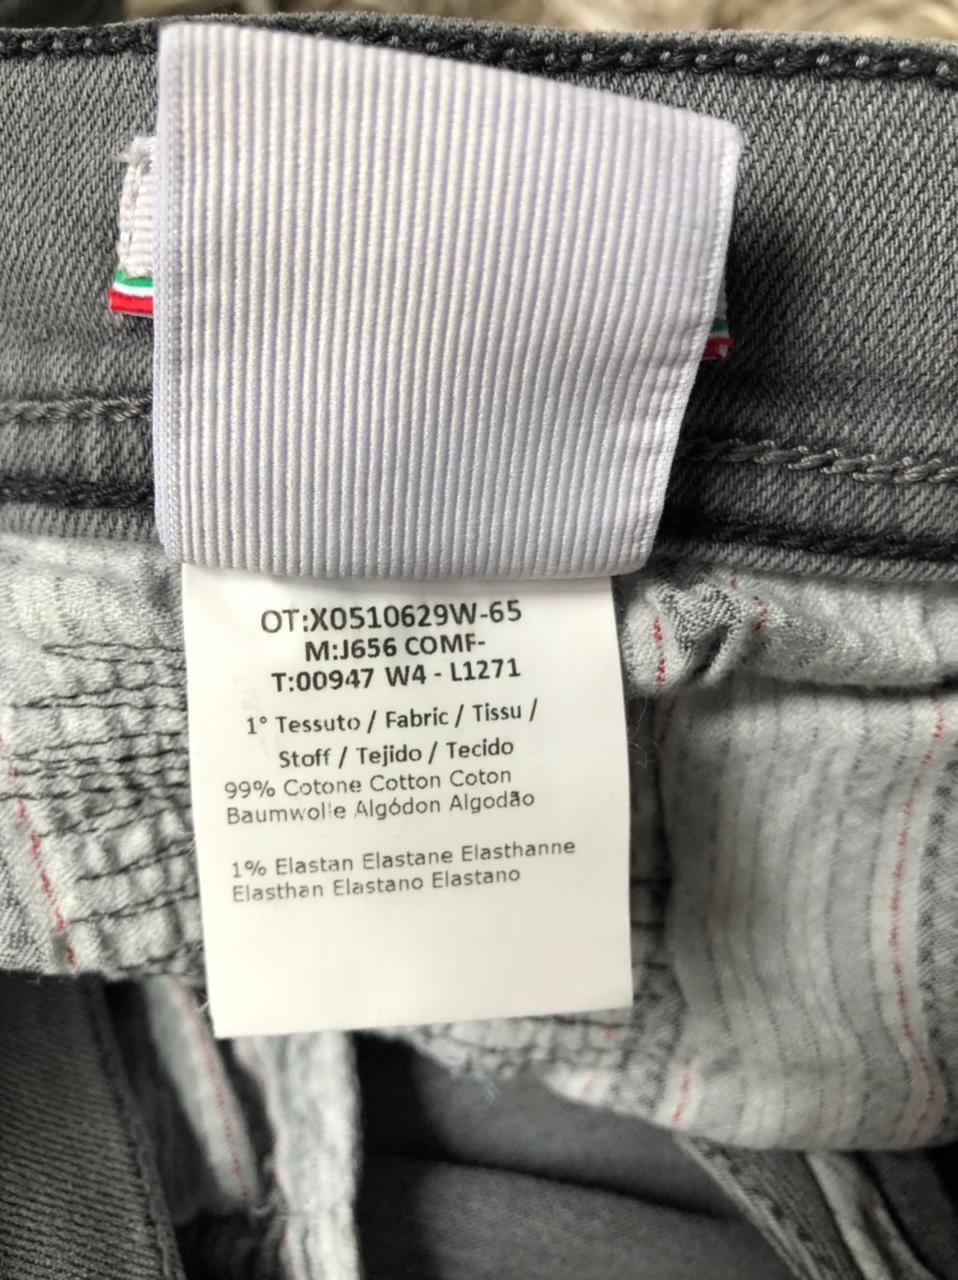 OT:X0510629W-65
M:J656 COMF-
T:00947 W4 - L1271
1° Tessuto / Fabric / Tissu /
Stoff / Tejido / Tecido
99% Cotone Cotton Coton
Baumwolle Algódon Algodão
1% Elastan Elastane Elasthanne
Elasthan Elastano Elastano